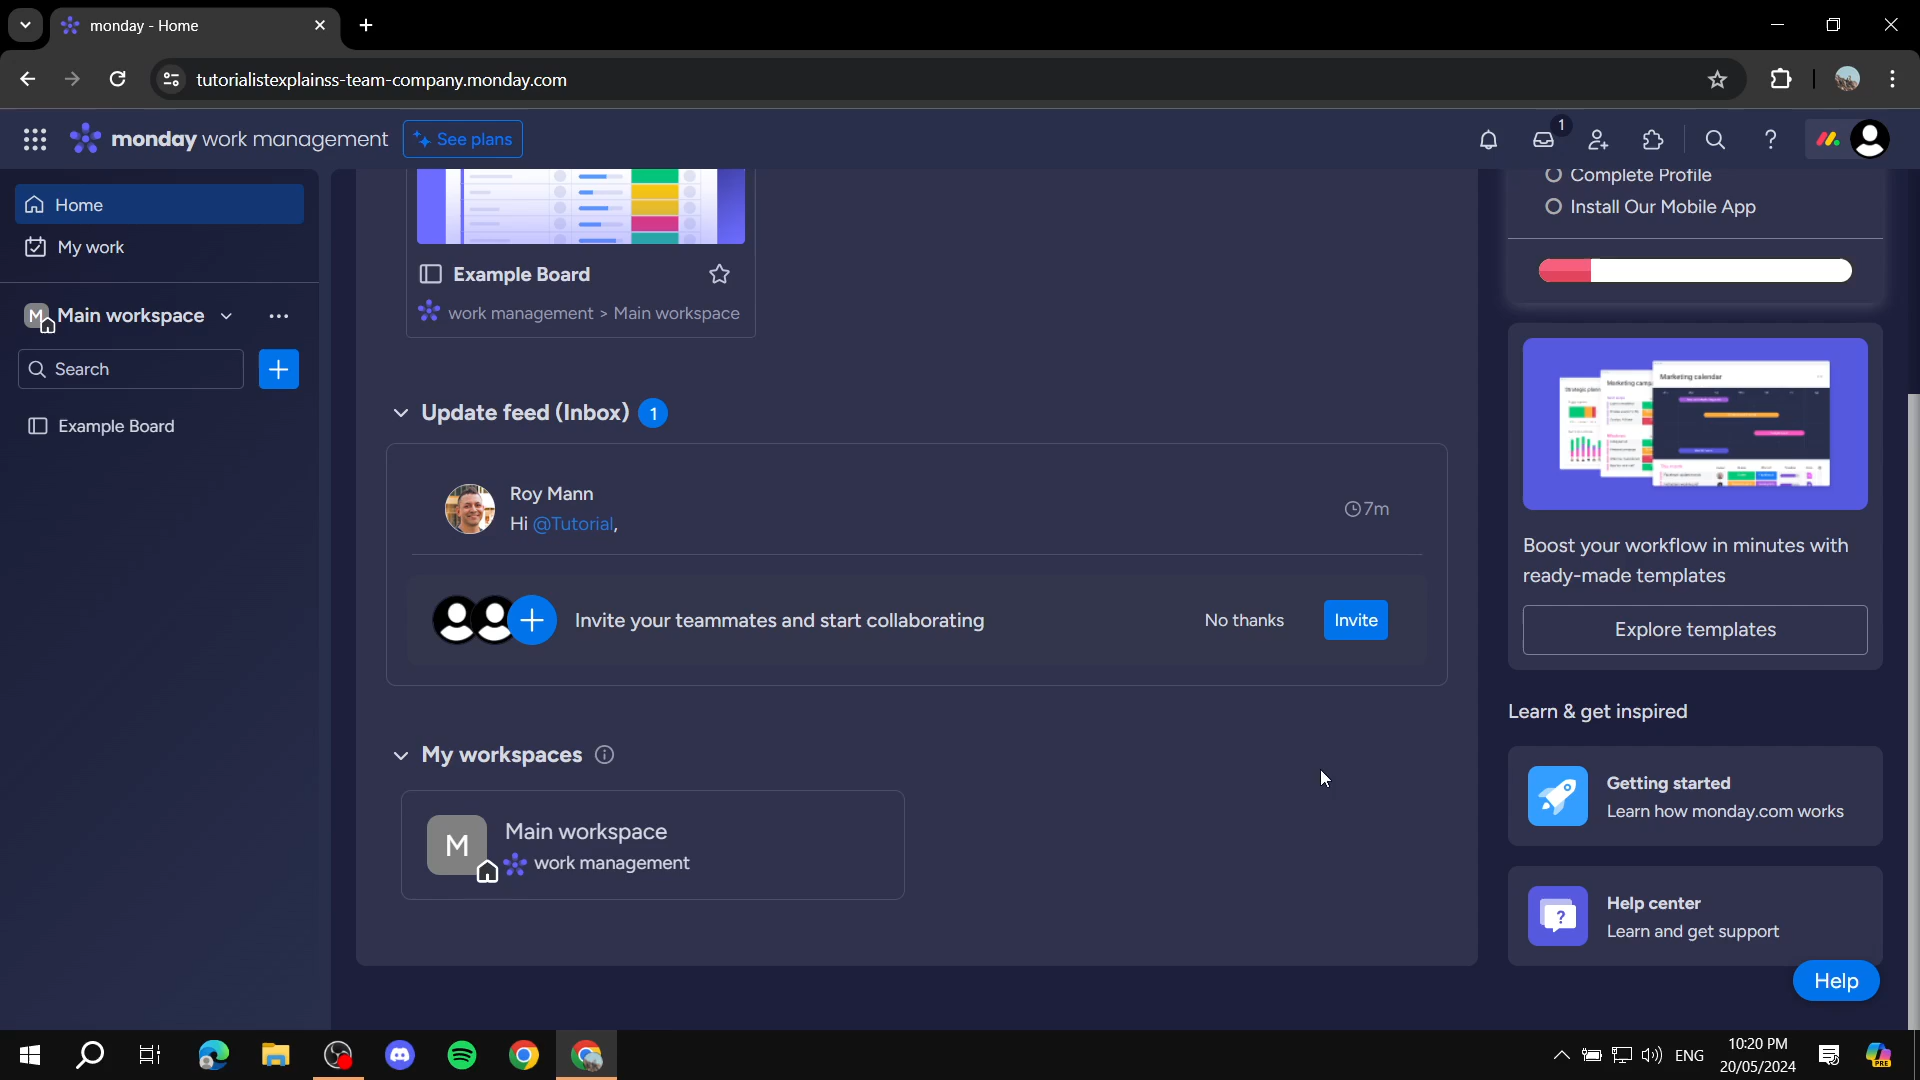 monday - Home
tutorialistexplainss-team-company.monday.com
monday work management
See plans
1
Home
My work
M
Main workspace
Search
Example Board
Example Board
work management > Main workspace
Update feed (Inbox)
1
Roy Mann
Hi @Tutorial,
7m
Invite your teammates and start collaborating
No thanks
Invite
My workspaces
M
Main workspace
work management
Complete Profile
Install Our Mobile App
Marketing calendar
Boost your workflow in minutes with
ready-made templates
Explore templates
Learn & get inspired
Getting started
Learn how monday.com works
Help center
Learn and get support
Help
ENG
10:20 PM
20/05/2024
PRE